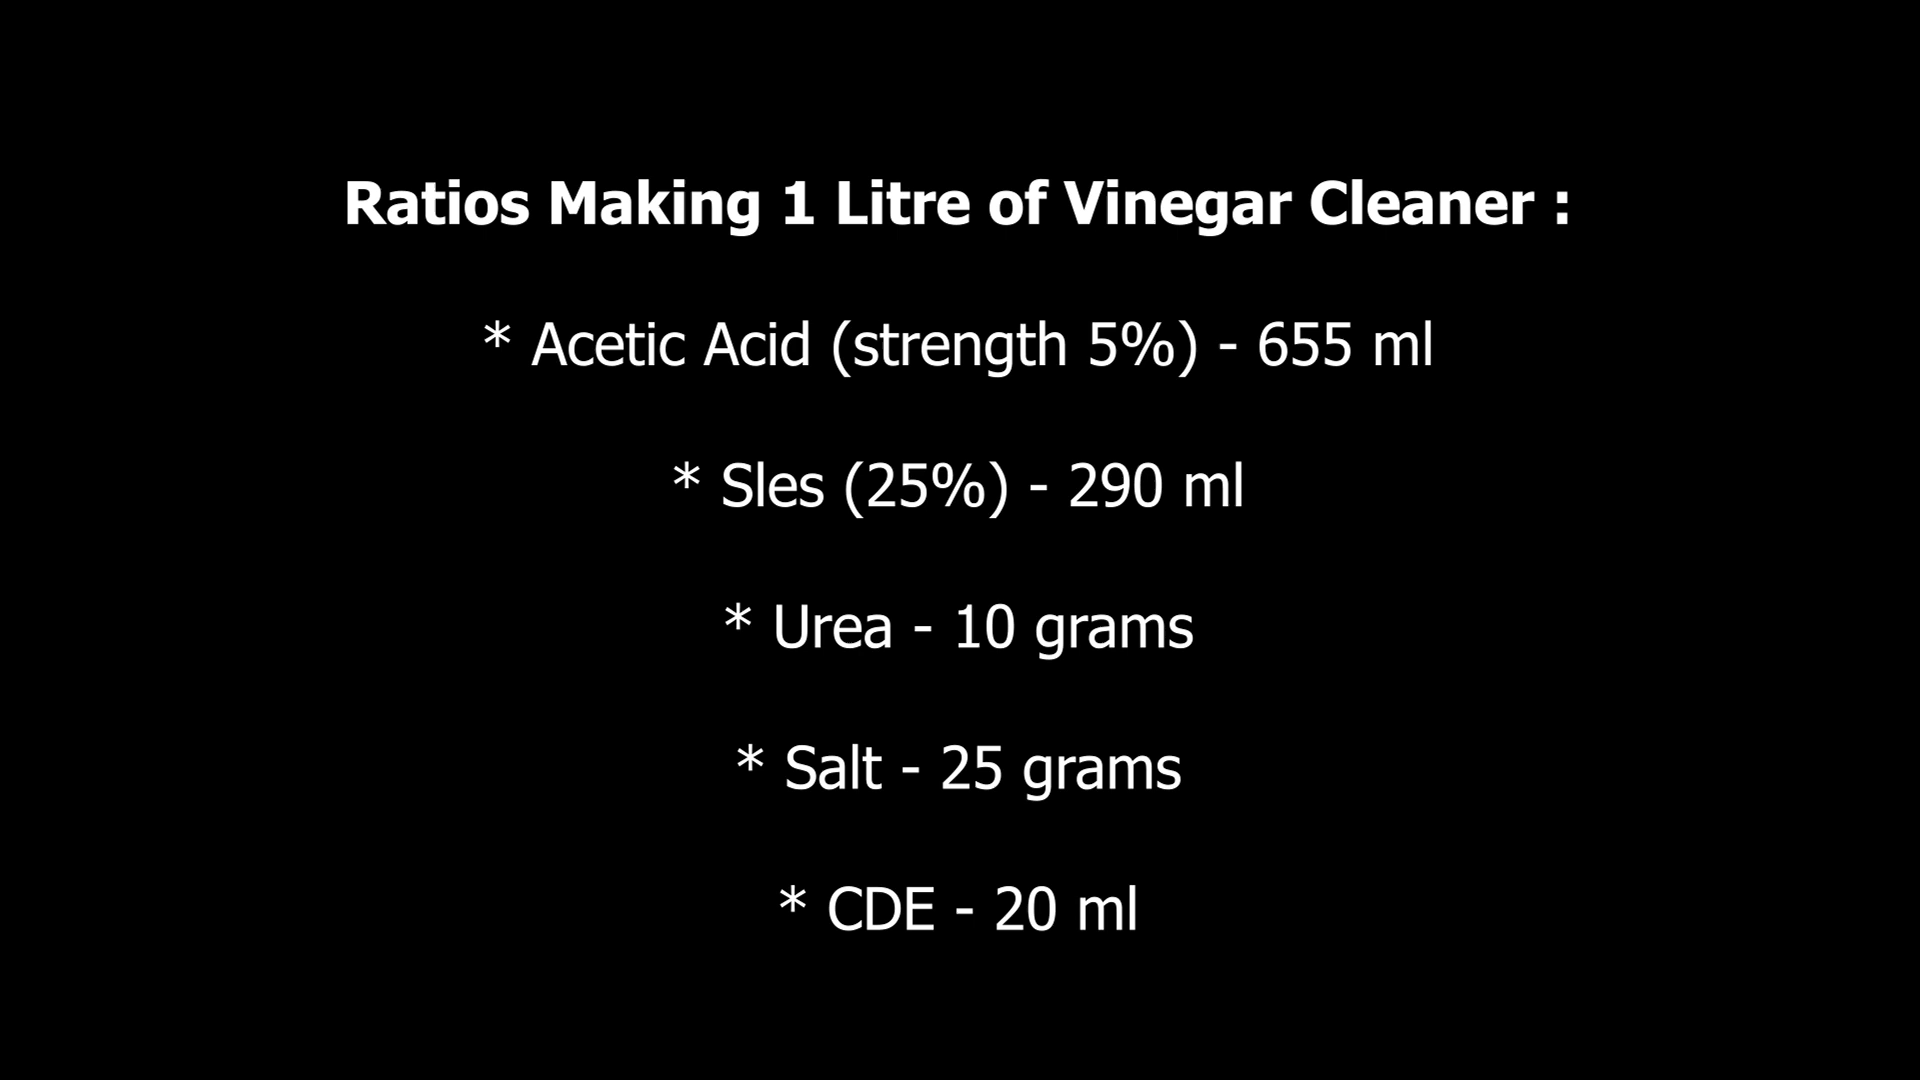 Ratios Making 1 Litre of Vinegar Cleaner :
* Acetic Acid (strength 5%) - 655 ml
* Sles (25%) - 290 ml
* Urea - 10 grams
* Salt - 25 grams
* CDE - 20 ml